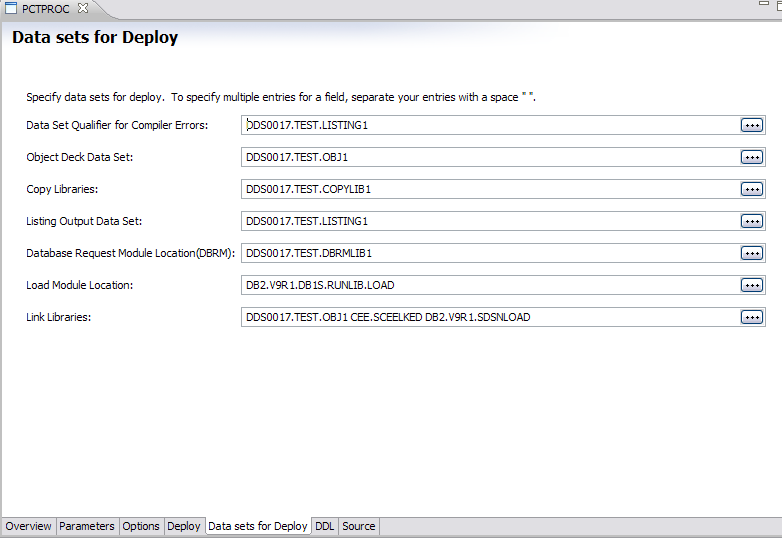 PCTPROC
Data sets for Deploy
Specify data sets for deploy. To specify multiple entries for a field, separate your entries with a space " ".
Data Set Qualifier for Compiler Errors: DDS0017.TEST.LISTING1
Object Deck Data Set: DDS0017.TEST.OBJ1
Copy Libraries: DDS0017.TEST.COPYLIB1
Listing Output Data Set: DDS0017.TEST.LISTING1
Database Request Module Location(DBRM): DDS0017.TEST.DBRMLIB1
Load Module Location: DB2.V9R1.DB1S.RUNLIB.LOAD
Link Libraries: DDS0017.TEST.OBJ1 CEE.SCEELKED DB2.V9R1.SDSNLOAD
Overview Parameters Options Deploy Data sets for Deploy DDL Source